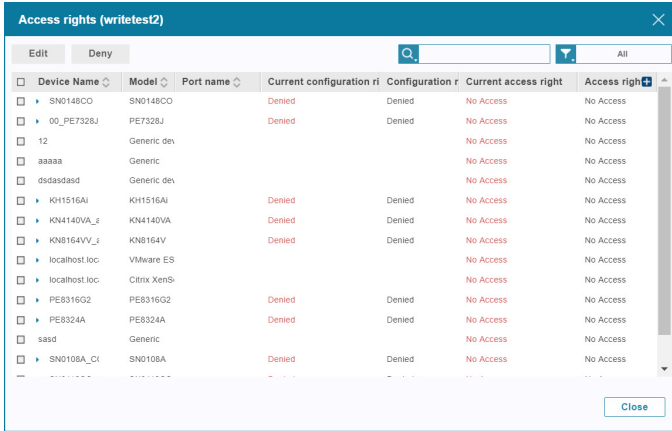 Access rights (writetest2)
Edit Deny All
Device Name Model Port name Current configuration ri Configuration r Current access right Access righ
SN0148CO SN0148CO Denied Denied No Access No Access
00_PE7328J PE7328J Denied Denied No Access No Access
12 Generic dev No Access No Access
aaaaa Generic No Access No Access
dsdasdasd Generic dev No Access No Access
KH1516Ai KH1516Ai Denied Denied No Access No Access
KN4140VA_a KN4140VA Denied Denied No Access No Access
KN8164VV_a KN8164V Denied Denied No Access No Access
localhost.loca VMware ES No Access No Access
localhost.loca Citrix XenSe No Access No Access
PE8316G2 PE8316G2 Denied Denied No Access No Access
PE8324A PE8324A Denied Denied No Access No Access
sasd Generic No Access No Access
SN0108A_CO SN0108A Denied Denied No Access No Access
Close